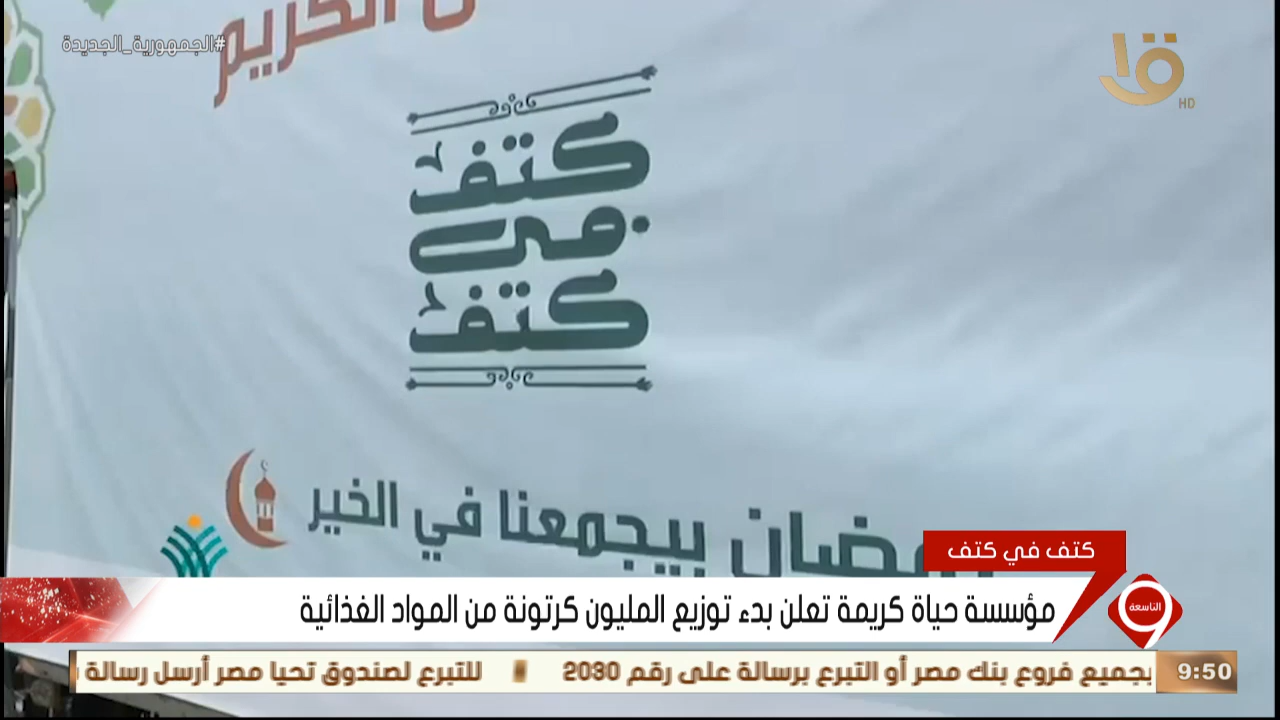 #الجمهورية_الجديدة
الكريم
HD
كتف
في
كتف
رمضان بيجمعنا في الخير
كتف في كتف
التاسعة
مؤسسة حياة كريمة تعلن بدء توزيع المليون كرتونة من المواد الغذائية
9:50
بجميع فروع بنك مصر أو التبرع برسالة على رقم 2030
للتبرع لصندوق تحيا مصر أرسل رسالة